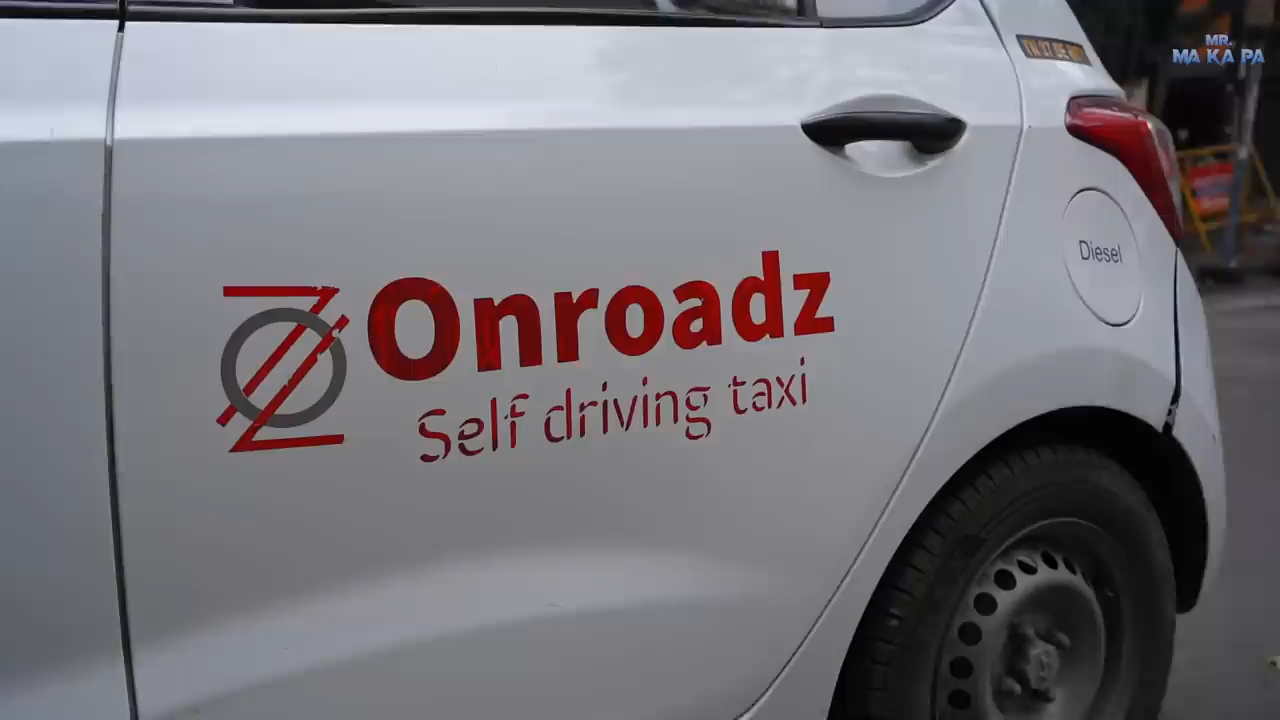 MR.
MA KA PA
Diesel
Onroadz
Self driving taxi